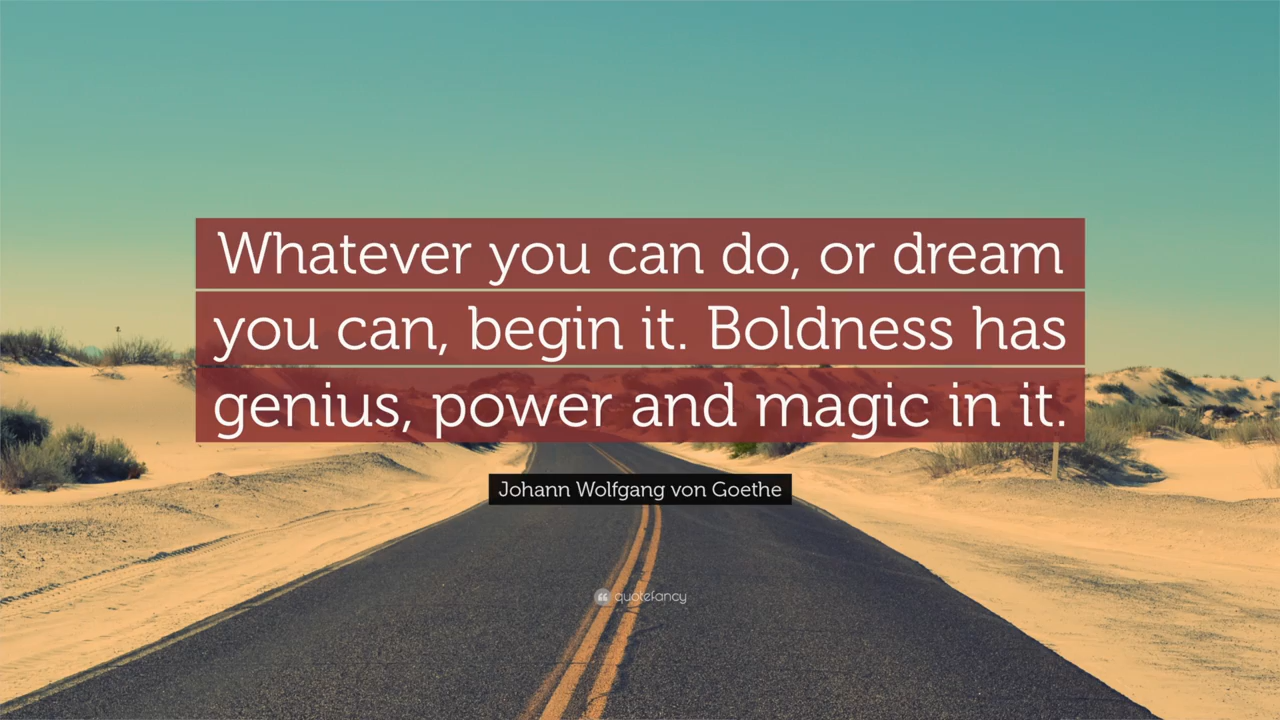 Whatever you can do, or dream
you can, begin it. Boldness has
genius, power and magic in it.
Johann Wolfgang von Goethe
quotefancy